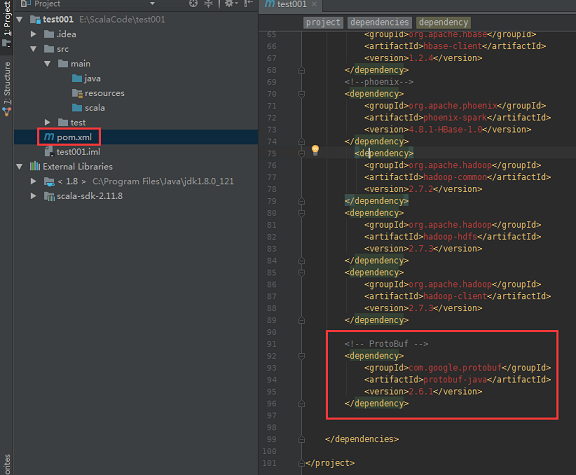 1: Project
7: Structure
Favorites
Project
test001 E:\ScalaCode\test001
.idea
src
main
java
resources
scala
test
pom.xml
test001.iml
External Libraries
< 1.8 > C:\Program Files\Java\jdk1.8.0_121
scala-sdk-2.11.8
test001
project dependencies dependency
65 <groupId>org.apache.hbase</groupId>
66 <artifactId>hbase-client</artifactId>
67 <version>1.2.4</version>
68 </dependency>
69 <!--phoenix-->
70 <dependency>
71 <groupId>org.apache.phoenix</groupId>
72 <artifactId>phoenix-spark</artifactId>
73 <version>4.8.1-HBase-1.0</version>
74 </dependency>
75 <dependency>
76 <groupId>org.apache.hadoop</groupId>
77 <artifactId>hadoop-common</artifactId>
78 <version>2.7.2</version>
79 </dependency>
80 <dependency>
81 <groupId>org.apache.hadoop</groupId>
82 <artifactId>hadoop-hdfs</artifactId>
83 <version>2.7.3</version>
84 </dependency>
85 <dependency>
86 <groupId>org.apache.hadoop</groupId>
87 <artifactId>hadoop-client</artifactId>
88 <version>2.7.3</version>
89 </dependency>
90
91 <!-- ProtoBuf -->
92 <dependency>
93 <groupId>com.google.protobuf</groupId>
94 <artifactId>protobuf-java</artifactId>
95 <version>2.6.1</version>
96 </dependency>
97
99 </dependencies>
100
101 </project>